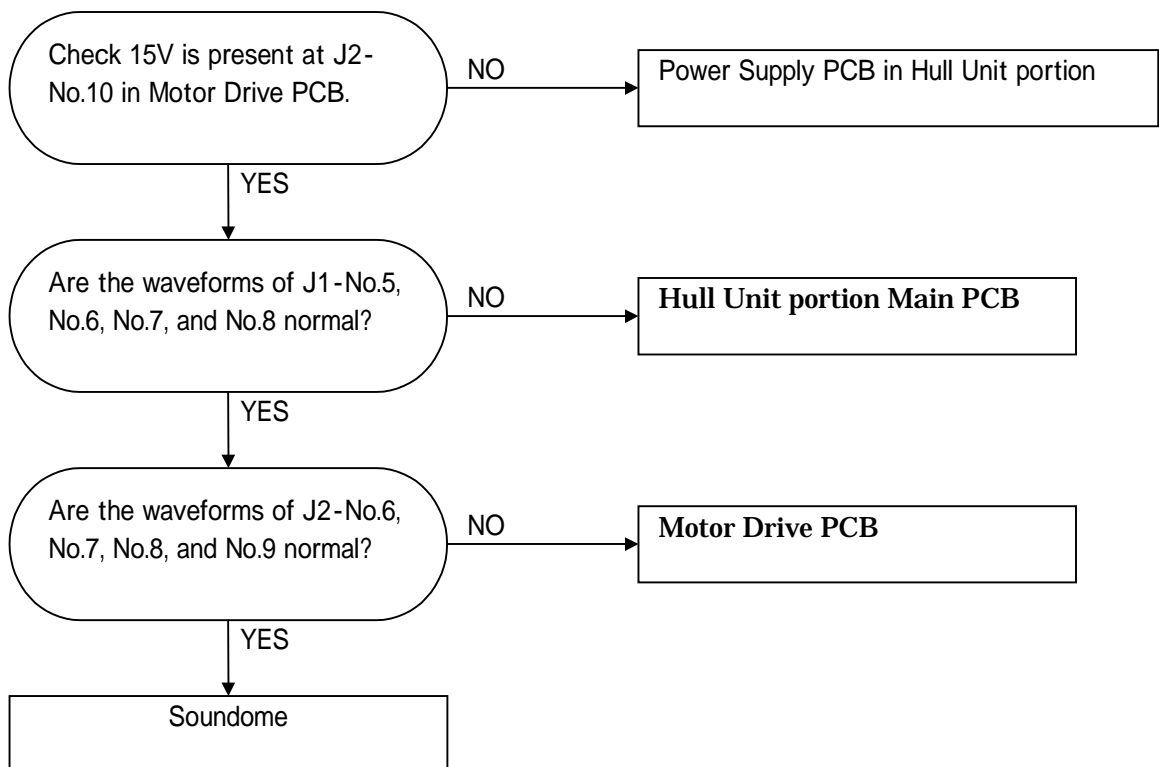 Check 15V is present at J2-
No.10 in Motor Drive PCB.
NO
Power Supply PCB in Hull Unit portion
YES
Are the waveforms of J1-No.5,
No.6, No.7, and No.8 normal?
NO
Hull Unit portion Main PCB
YES
Are the waveforms of J2-No.6,
No.7, No.8, and No.9 normal?
NO
Motor Drive PCB
YES
Soundome